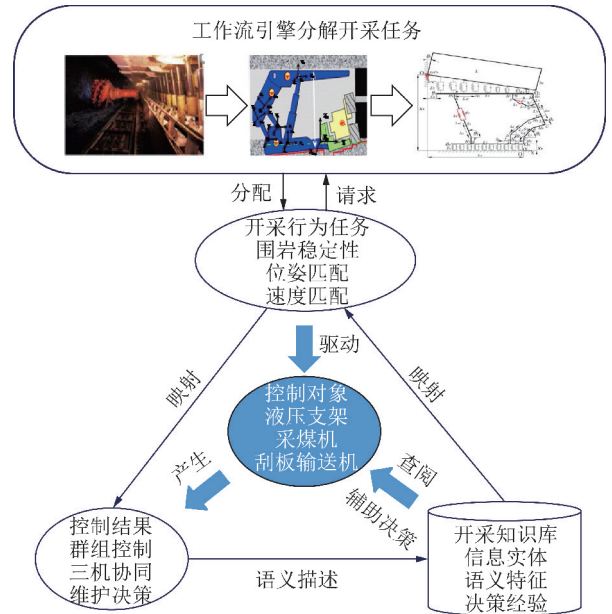 工作流引擎分解开采任务
分配
请求
开采行为任务
围岩稳定性
位姿匹配
速度匹配
驱动
映射
映射
控制对象
液压支架
采煤机
刮板输送机
产生
查阅
辅助决策
控制结果
群组控制
三机协同
维护决策
语义描述
开采知识库
信息实体
语义特征
决策经验